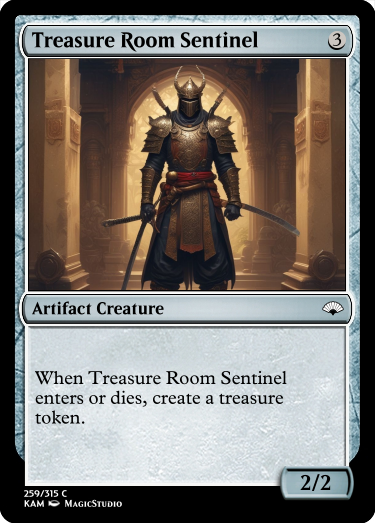 Treasure Room Sentinel 3
Artifact Creature
When Treasure Room Sentinel
enters or dies, create a treasure
token.
2/2
259/315 C
KAM MagicStudio